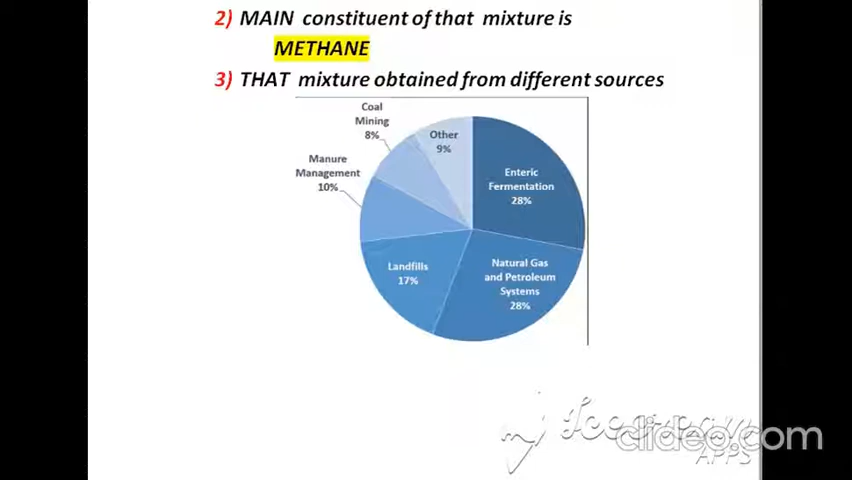 2) MAIN constituent of that mixture is
METHANE
3) THAT mixture obtained from different sources
Coal
Mining
8%
Other
9%
Manure
Management
10%
Enteric
Fermentation
28%
Landfills
17%
Natural Gas
and Petroleum
Systems
28%
clideo.com
APPS